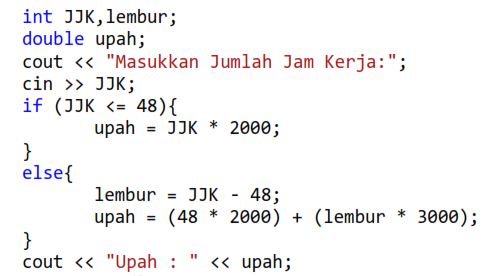 int JJK,lembur;
double upah;
cout << "Masukkan Jumlah Jam Kerja:";
cin >> JJK;
if (JJK <= 48){
        upah = JJK * 2000;
}
else{
        lembur = JJK - 48;
        upah = (48 * 2000) + (lembur * 3000);
}
cout << "Upah : " << upah;